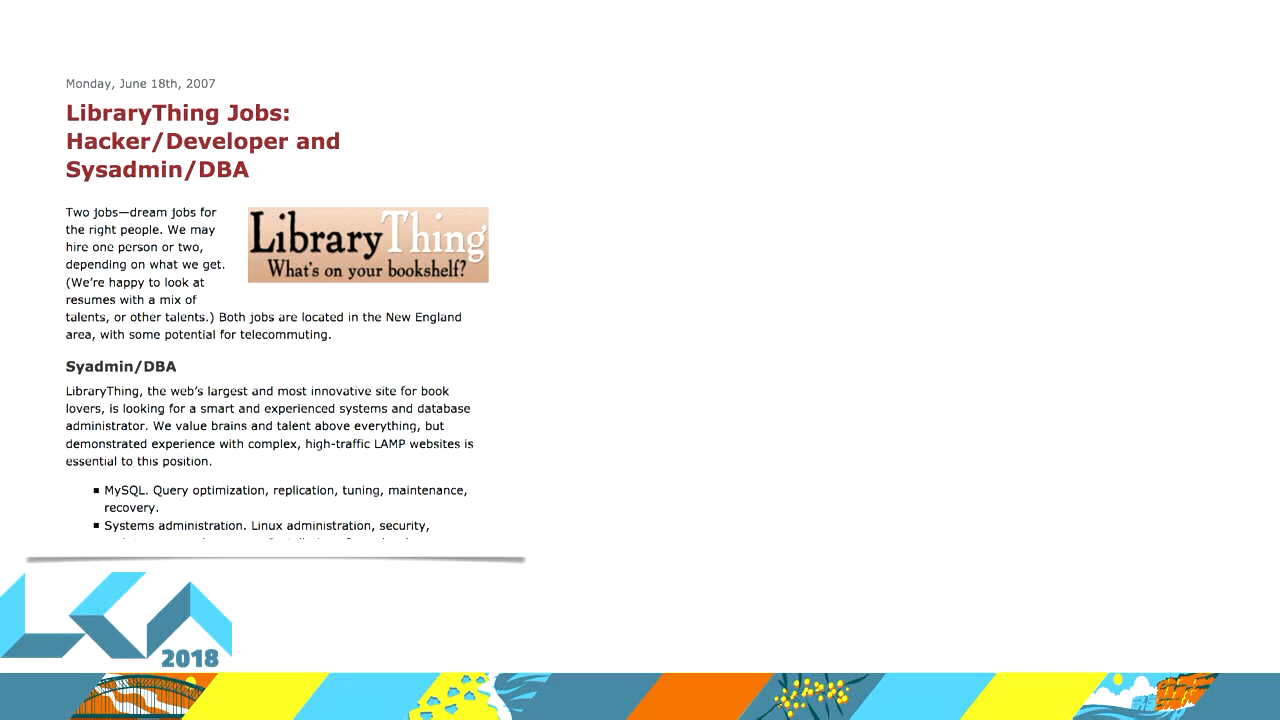 Monday, June 18th, 2007
LibraryThing Jobs:
Hacker/Developer and
Sysadmin/DBA
Two jobs—dream jobs for
the right people. We may
hire one person or two,
depending on what we get.
(We're happy to look at
resumes with a mix of
talents, or other talents.) Both jobs are located in the New England
area, with some potential for telecommuting.
LibraryThing
What's on your bookshelf?
Syadmin/DBA
LibraryThing, the web's largest and most innovative site for book
lovers, is looking for a smart and experienced systems and database
administrator. We value brains and talent above everything, but
demonstrated experience with complex, high-traffic LAMP websites is
essential to this position.
▪ MySQL. Query optimization, replication, tuning, maintenance,
recovery.
▪ Systems administration. Linux administration, security,
LCA
2018